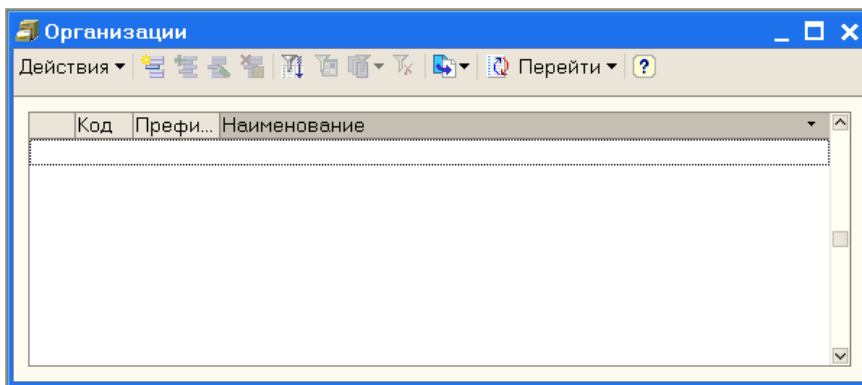 Организации
Действия Перейти ?
Код Префи... Наименование